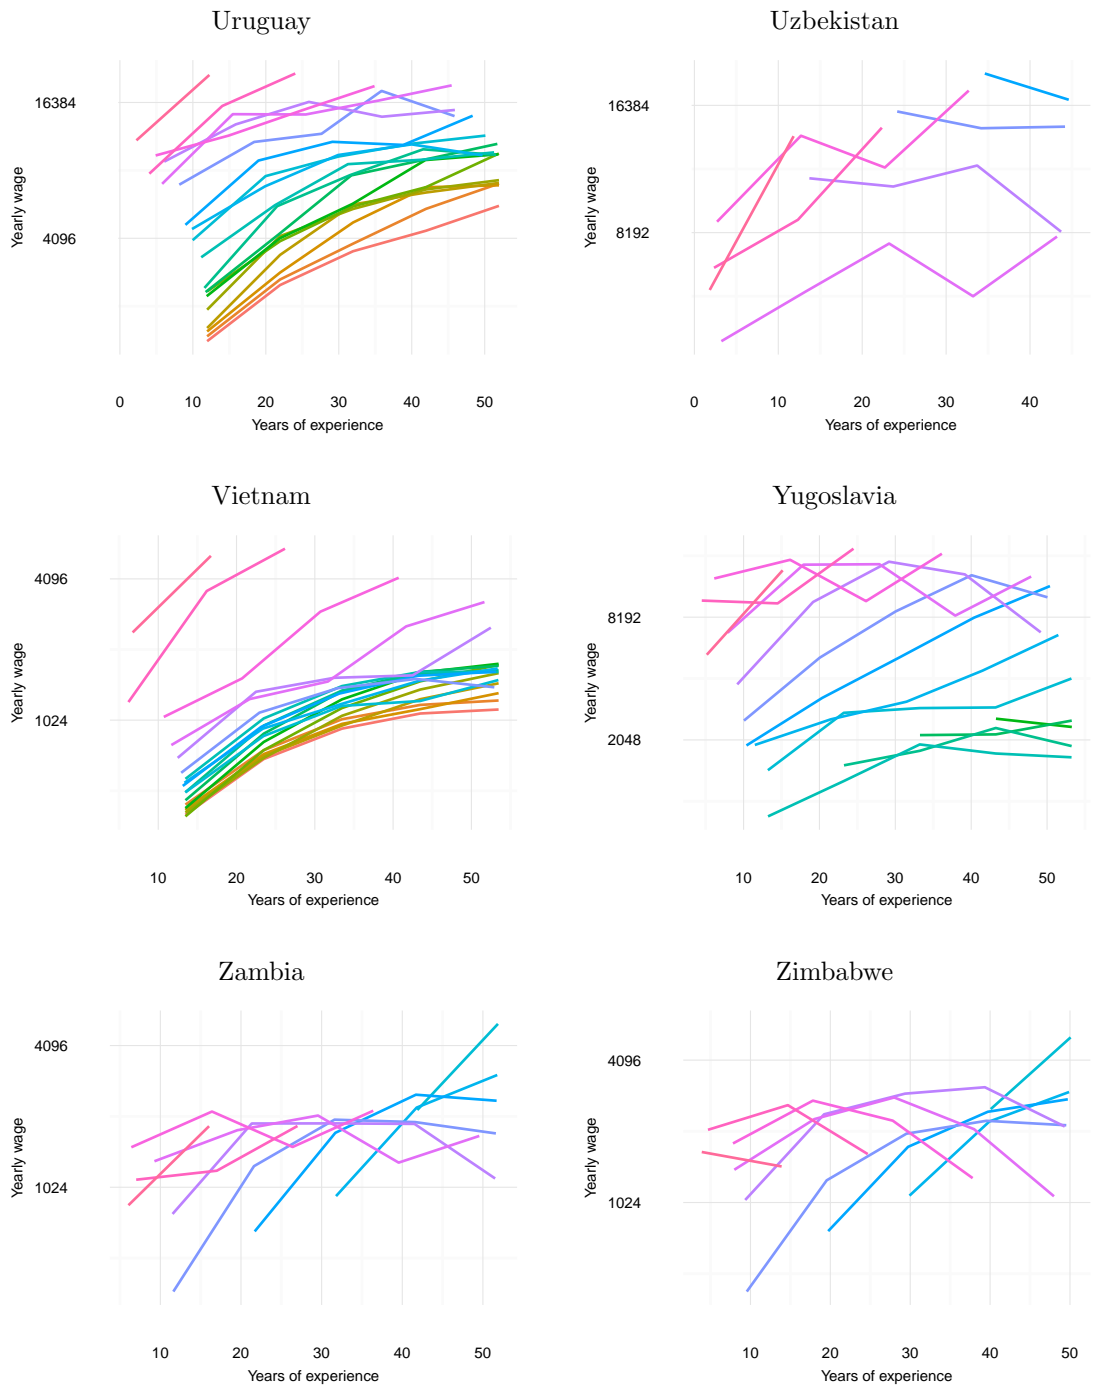 Uruguay
Uzbekistan
16384
4096
Yearly wage
0 10 20 30 40 50
Years of experience
16384
8192
Yearly wage
0 10 20 30 40
Years of experience
Vietnam
Yugoslavia
4096
1024
Yearly wage
10 20 30 40 50
Years of experience
8192
2048
Yearly wage
10 20 30 40 50
Years of experience
Zambia
Zimbabwe
4096
1024
Yearly wage
10 20 30 40 50
Years of experience
4096
1024
Yearly wage
10 20 30 40 50
Years of experience